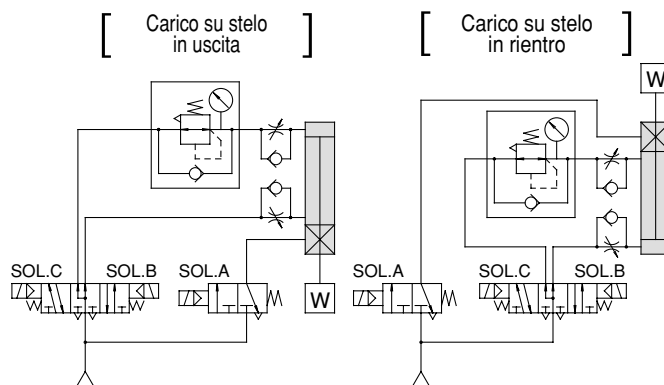 Carico su stelo
in uscita
Carico su stelo
in rientro
W
SOL.C
SOL.B
SOL.A
W
SOL.A
SOL.C
SOL.B